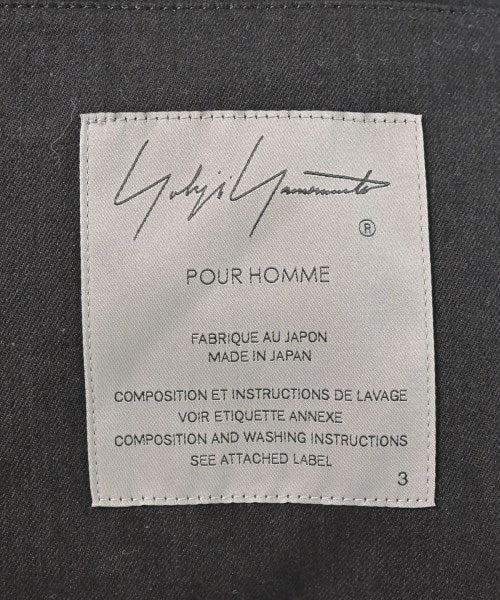 Yohji Yamamoto
®
POUR HOMME
FABRIQUE AU JAPON
MADE IN JAPAN
COMPOSITION ET INSTRUCTIONS DE LAVAGE
VOIR ETIQUETTE ANNEXE
COMPOSITION AND WASHING INSTRUCTIONS
SEE ATTACHED LABEL
3